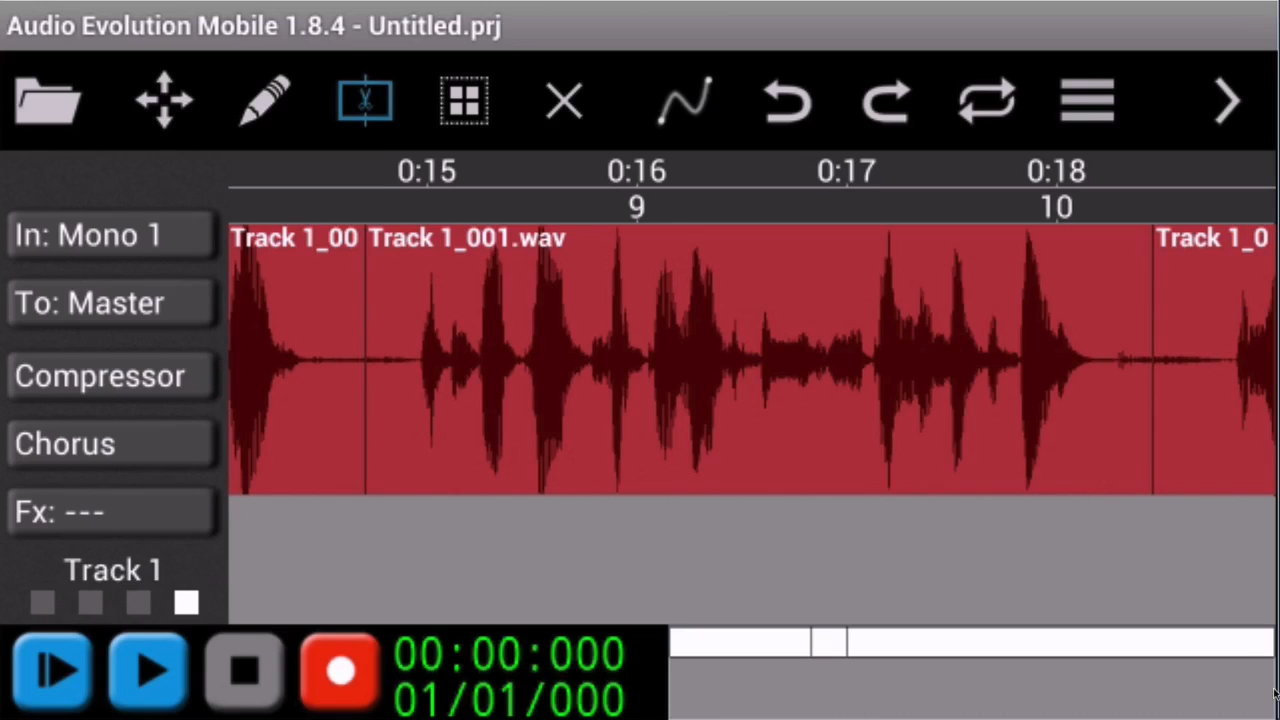 Audio Evolution Mobile 1.8.4 - Untitled.prj
0:15 0:16 0:17 0:18
9 10
In: Mono 1
Track 1_00 Track 1_001.wav Track 1_0
To: Master
Compressor
Chorus
Fx: ---
Track 1
00:00:000
01/01/000